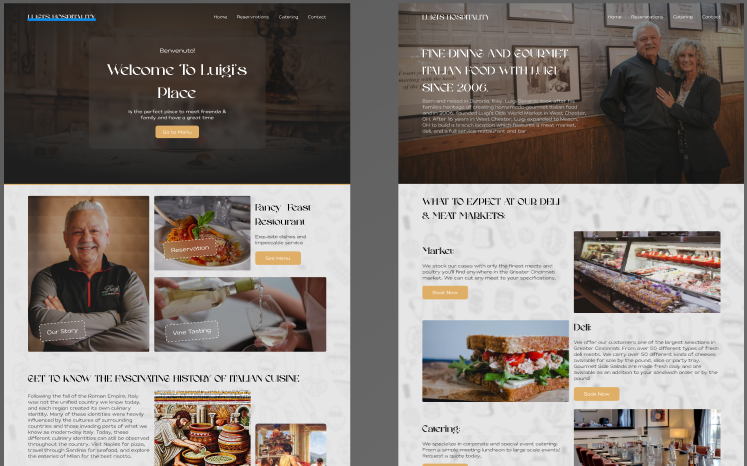 LUIGI'S HOSPITALITY
Home Reservations Catering Contact
Benvenuto!
Welcome To Luigi's
Place
is the perfect place to meet freends &
family and have a great time
Go to Menu
Fancy Feast
Restourant
Exquisite dishes and
impeccable service
See Menu
Reservation
Our Story
Vine Tasting
GET TO KNOW THE FASCINATING HISTORY OF ITALIAN CUISINE
Following the fall of the Roman Empire, Italy
was not the unified country we know today,
and each region created its own culinary
identity. Many of these identities were heavily
influenced by the cultures of surrounding
countries and those invading parts of what we
know as modern-day Italy. Today, these
different culinary identities can still be observed
throughout the country. Visit Naples for pizza,
travel through Sardinia for seafood, and explore
the eateries of Milan for the best risotto.
LUIGI'S HOSPITALITY
Home Reservations Catering Contact
FINE DINING AND GOURMET
ITALIAN FOOD WITH LUIGI
SINCE 2006.
Born and raised in Italy, Luigi took after his
families heritage of creating homemade gourmet Italian food
and in 2006, founded Luigi's Olde World Market in West Chester,
OH. After 16 years in West Chester, Luigi expanded to Mason,
OH to build a branch location which features a meat market,
deli, and a full service restaurant and bar
WHAT TO EXPECT AT OUR DELI
& MEAT MARKETS:
Market:
We stock our cases with only the finest meats and
poultry you'll find anywhere in the Greater Cincinnati
market. We can cut any meat to your specifications.
Book Now
Deli:
We offer our customers one of the largest selections in
Greater Cincinnati. From over 50 different types of fresh
deli meats. We carry over 50 different kinds of cheeses
available for sale by the pound, slice or party tray.
Gourmet Side Salads are made fresh daily and are
available as an addition to your sandwich order or by the
pound
Book Now
Catering:
We specialize in corporate and special event catering.
From a simple meeting luncheon to large scale events!
Request a quote today.